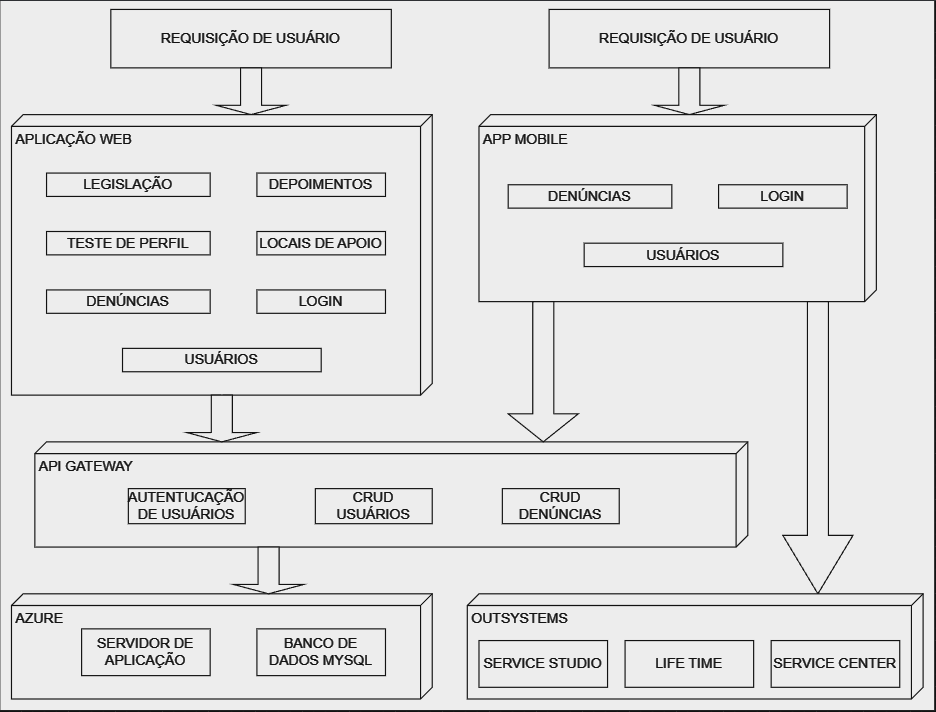 REQUISIÇÃO DE USUÁRIO
REQUISIÇÃO DE USUÁRIO
APLICAÇÃO WEB
LEGISLAÇÃO
DEPOIMENTOS
TESTE DE PERFIL
LOCAIS DE APOIO
DENÚNCIAS
LOGIN
USUÁRIOS
APP MOBILE
DENÚNCIAS
LOGIN
USUÁRIOS
API GATEWAY
AUTENTUCAÇÃO
DE USUÁRIOS
CRUD
USUÁRIOS
CRUD
DENÚNCIAS
AZURE
SERVIDOR DE
APLICAÇÃO
BANCO DE
DADOS MYSQL
OUTSYSTEMS
SERVICE STUDIO
LIFE TIME
SERVICE CENTER